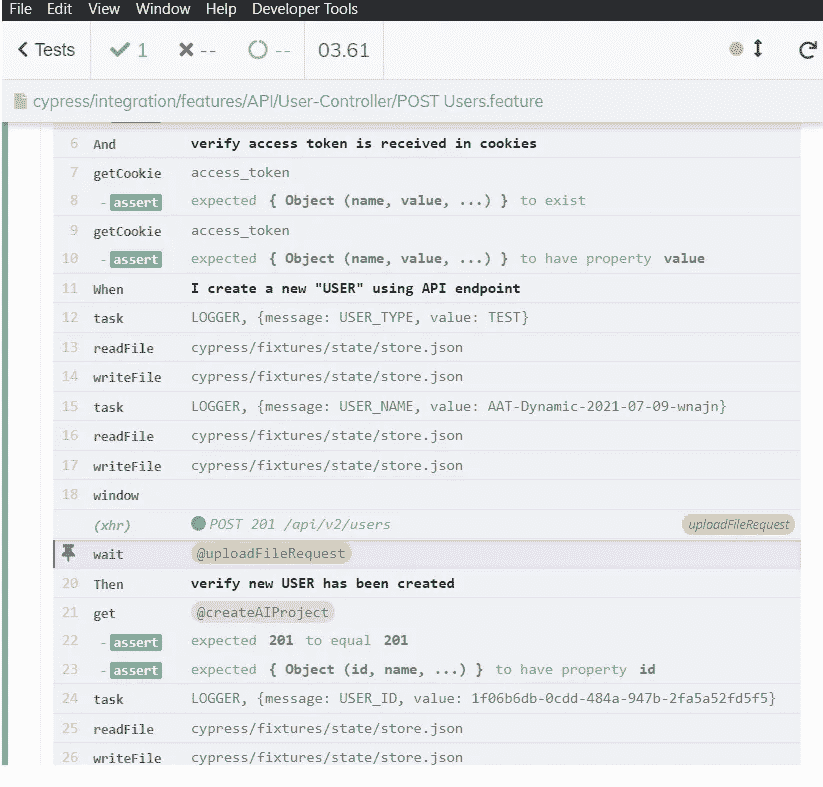 File Edit View Window Help Developer Tools
Tests 1 -- -- 03.61
cypress/integration/features/API/User-Controller/POST Users.feature
6 And verify access token is received in cookies
7 getCookie access_token
8 - assert expected { Object (name, value, ...) } to exist
9 getCookie access_token
10 - assert expected { Object (name, value, ...) } to have property value
11 When I create a new "USER" using API endpoint
12 task LOGGER, {message: USER_TYPE, value: TEST}
13 readFile cypress/fixtures/state/store.json
14 writeFile cypress/fixtures/state/store.json
15 task LOGGER, {message: USER_NAME, value: AAT-Dynamic-2021-07-09-wnajn}
16 readFile cypress/fixtures/state/store.json
17 writeFile cypress/fixtures/state/store.json
18 window
(xhr) POST 201 /api/v2/users uploadFileRequest
wait @uploadFileRequest
20 Then verify new USER has been created
21 get @createAIProject
22 - assert expected 201 to equal 201
23 - assert expected { Object (id, name, ...) } to have property id
24 task LOGGER, {message: USER_ID, value: 1f06b6db-0cdd-484a-947b-2fa5a52fd5f5}
25 readFile cypress/fixtures/state/store.json
26 writeFile cypress/fixtures/state/store.json